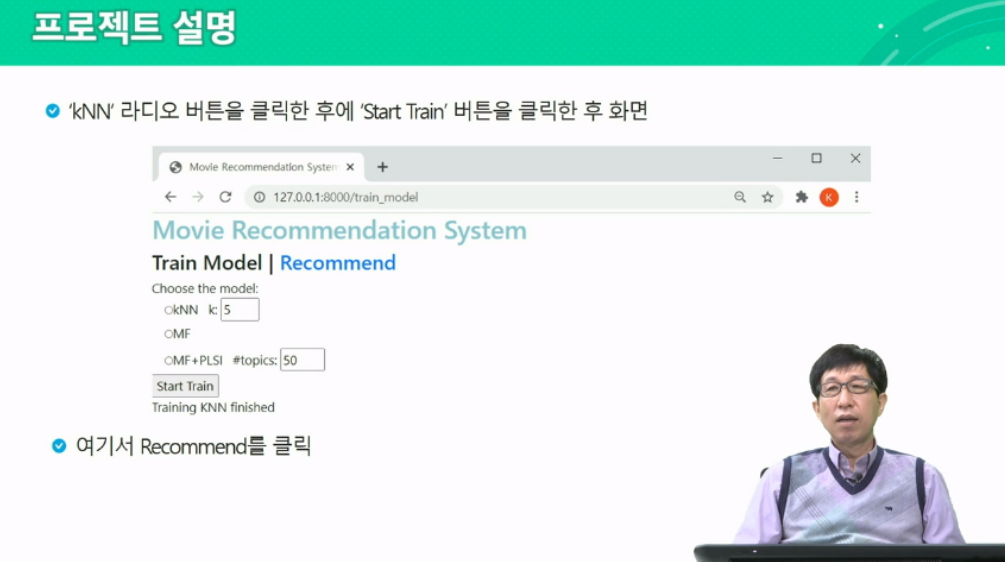 프로젝트 설명
‘kNN’ 라디오 버튼을 클릭한 후에 ‘Start Train’ 버튼을 클릭한 후 화면
Movie Recommendation System
127.0.0.1:8000/train_model
K
Movie Recommendation System
Train Model | Recommend
Choose the model:
kNN k: 5
MF
MF+PLSI #topics: 50
Start Train
Training KNN finished
여기서 Recommend를 클릭